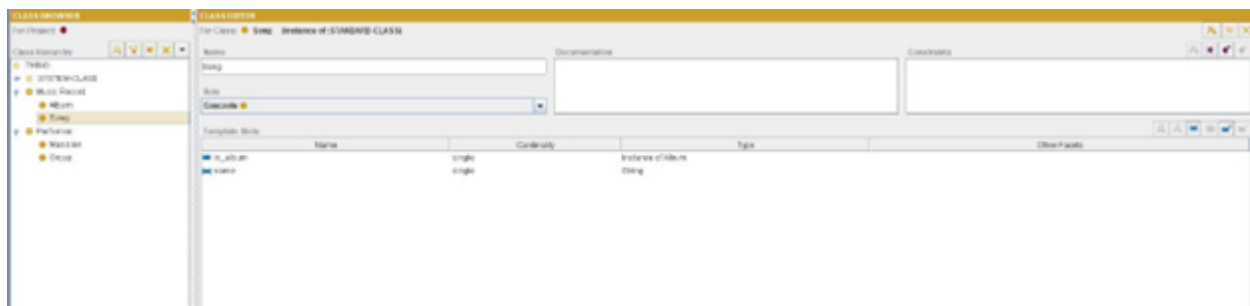 CLASS BROWSER
For Project:
Class Hierarchy
THING
SYSTEM-CLASS
Music Record
Album
Song
Performer
Musician
Group
CLASS EDITOR
For Class: Song (instance of :STANDARD-CLASS)
Name
Song
Documentation
Constraints
Role
Concrete
Template Slots
Name Cardinality Type Other Facets
in_album single Instance of Album
name single String